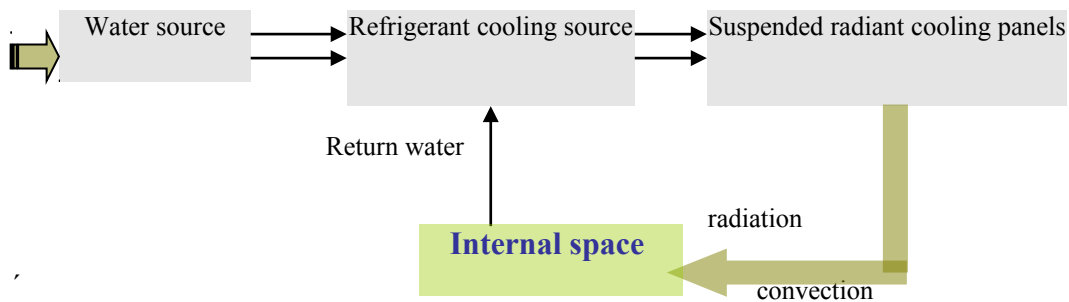 Water source
Refrigerant cooling source
Suspended radiant cooling panels
Return water
radiation
Internal space
convection